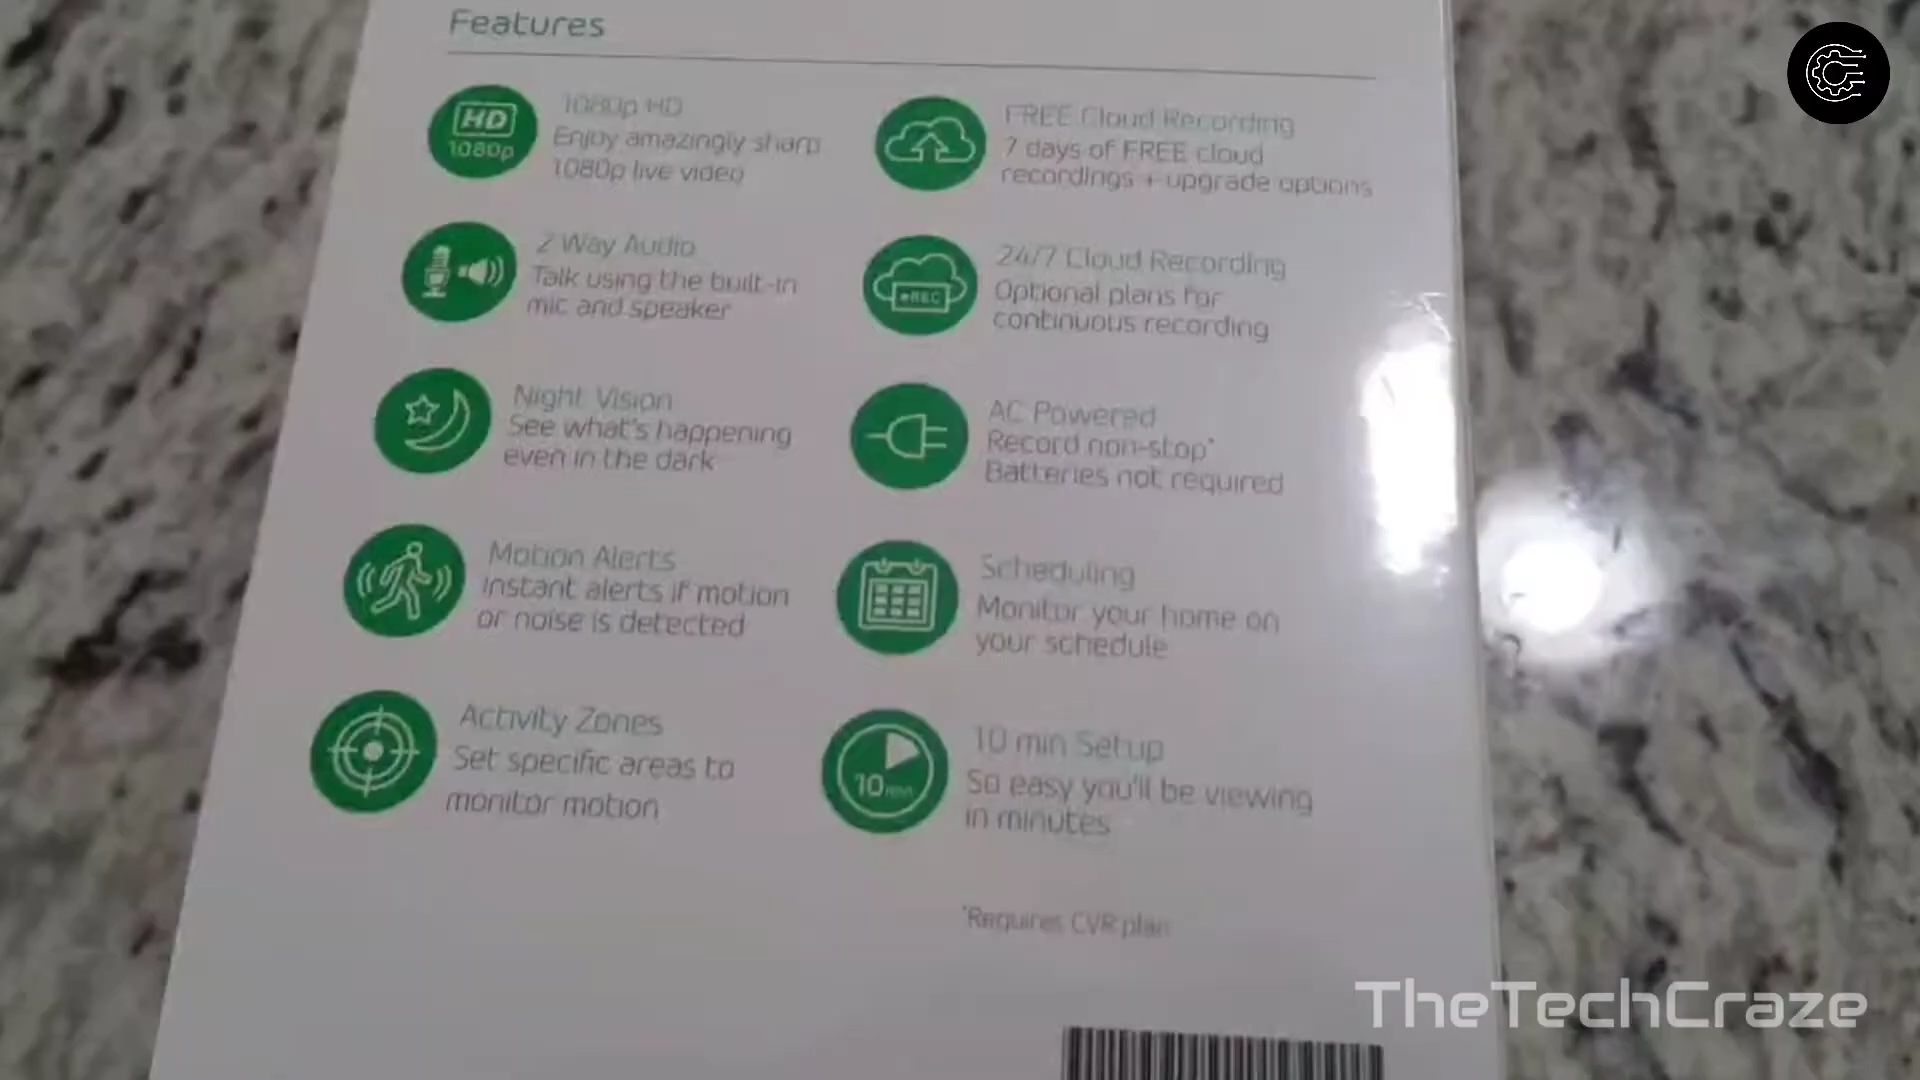 Features
HD
1080p
1080p HD
Enjoy amazingly sharp
1080p live video
2 Way Audio
Talk using the built-in
mic and speaker
Night Vision
See what's happening
even in the dark
Motion Alerts
Instant alerts if motion
or noise is detected
Activity Zones
Set specific areas to
monitor motion
FREE Cloud Recording
7 days of FREE cloud
recordings + upgrade options
REC
24/7 Cloud Recording
Optional plans for
continuous recording
AC Powered
Record non-stop*
Batteries not required
Scheduling
Monitor your home on
your schedule
10 min
10 min Setup
So easy you'll be viewing
in minutes
*Requires CVR plan
TheTechCraze